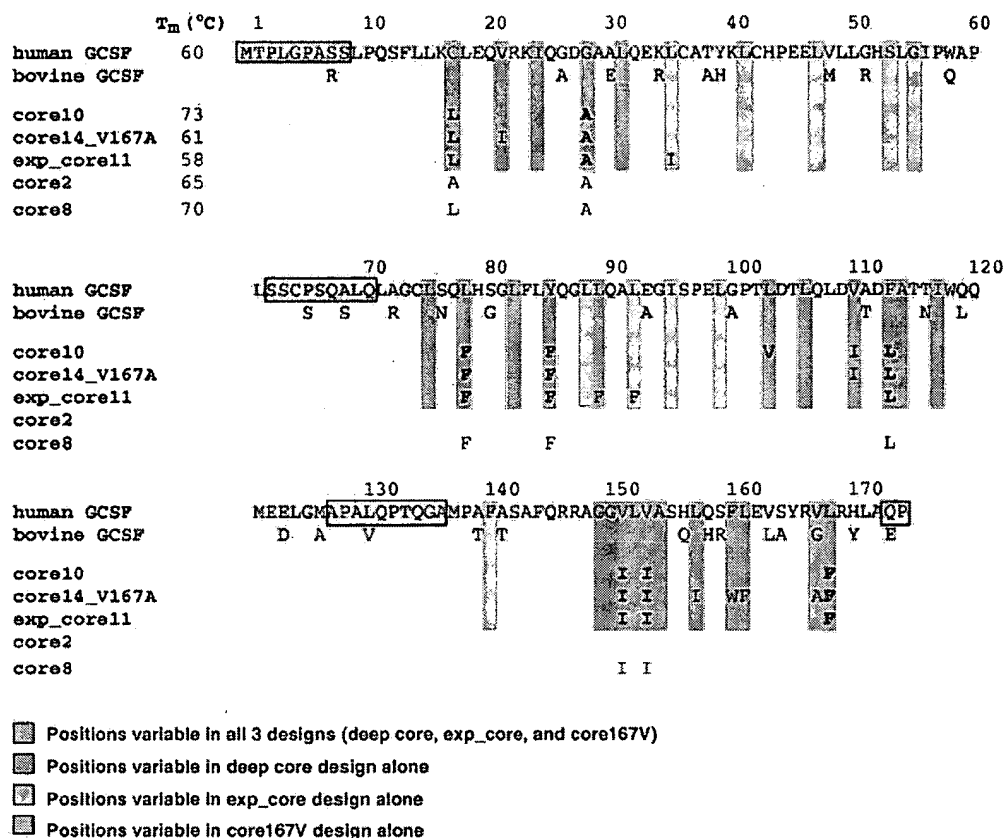 Tm (°C) 1 10 20 30 40 50 60
human GCSF 60 MTPLGPASSLPQSFLLKCLEQVRKIQGDGAALQEKLCATYKLCHPEELVLLGHSLGIPWAP
bovine GCSF R A E R AH M R Q
core10 73 L A
core14_V167A 61 L I A
exp_core11 58 L A I
core2 65 A A
core8 70 L A
70 80 90 100 110 120
human GCSF LSSCPSQALQLAGCLSQLHSGLFLYQGLLQALEGISPELGPTLDTLQLDVADFATTIWQQ
bovine GCSF S S R N G A A T N L
core10 F F V I L
core14_V167A F F I L
exp_core11 F F F F L
core2
core8 F F L
130 140 150 160 170
human GCSF MEELGMAPALQPTQGAMPAFASAFQRRAGGVLVASHLQSFLEVSYRVLRHLAQP
bovine GCSF D A V T T Q HR LA G Y E
core10 I I F
core14_V167A I I I WF AF
exp_core11 I I F
core2
core8 I I
Positions variable in all 3 designs (deep core, exp_core, and core167V)
Positions variable in deep core design alone
Positions variable in exp_core design alone
Positions variable in core167V design alone